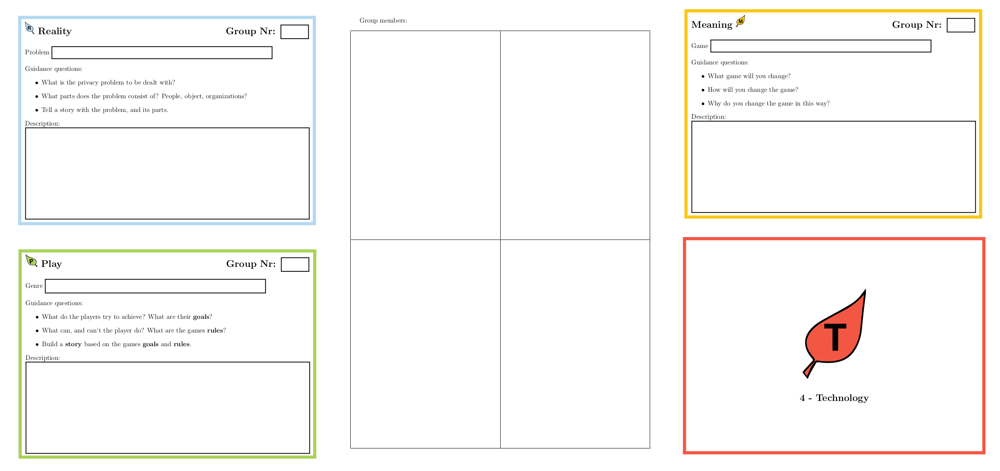 R Reality Group Nr:
Problem
Guidance questions:
• What is the privacy problem to be dealt with?
• What parts does the problem consist of? People, object, organizations?
• Tell a story with the problem, and its parts.
Description:
P Play Group Nr:
Genre
Guidance questions:
• What do the players try to achieve? What are their goals?
• What can, and can't the player do? What are the games rules?
• Build a story based on the games goals and rules.
Description:
Group members:
Meaning M Group Nr:
Game
Guidance questions:
• What game will you change?
• How will you change the game?
• Why do you change the game in this way?
Description:
T
4 - Technology